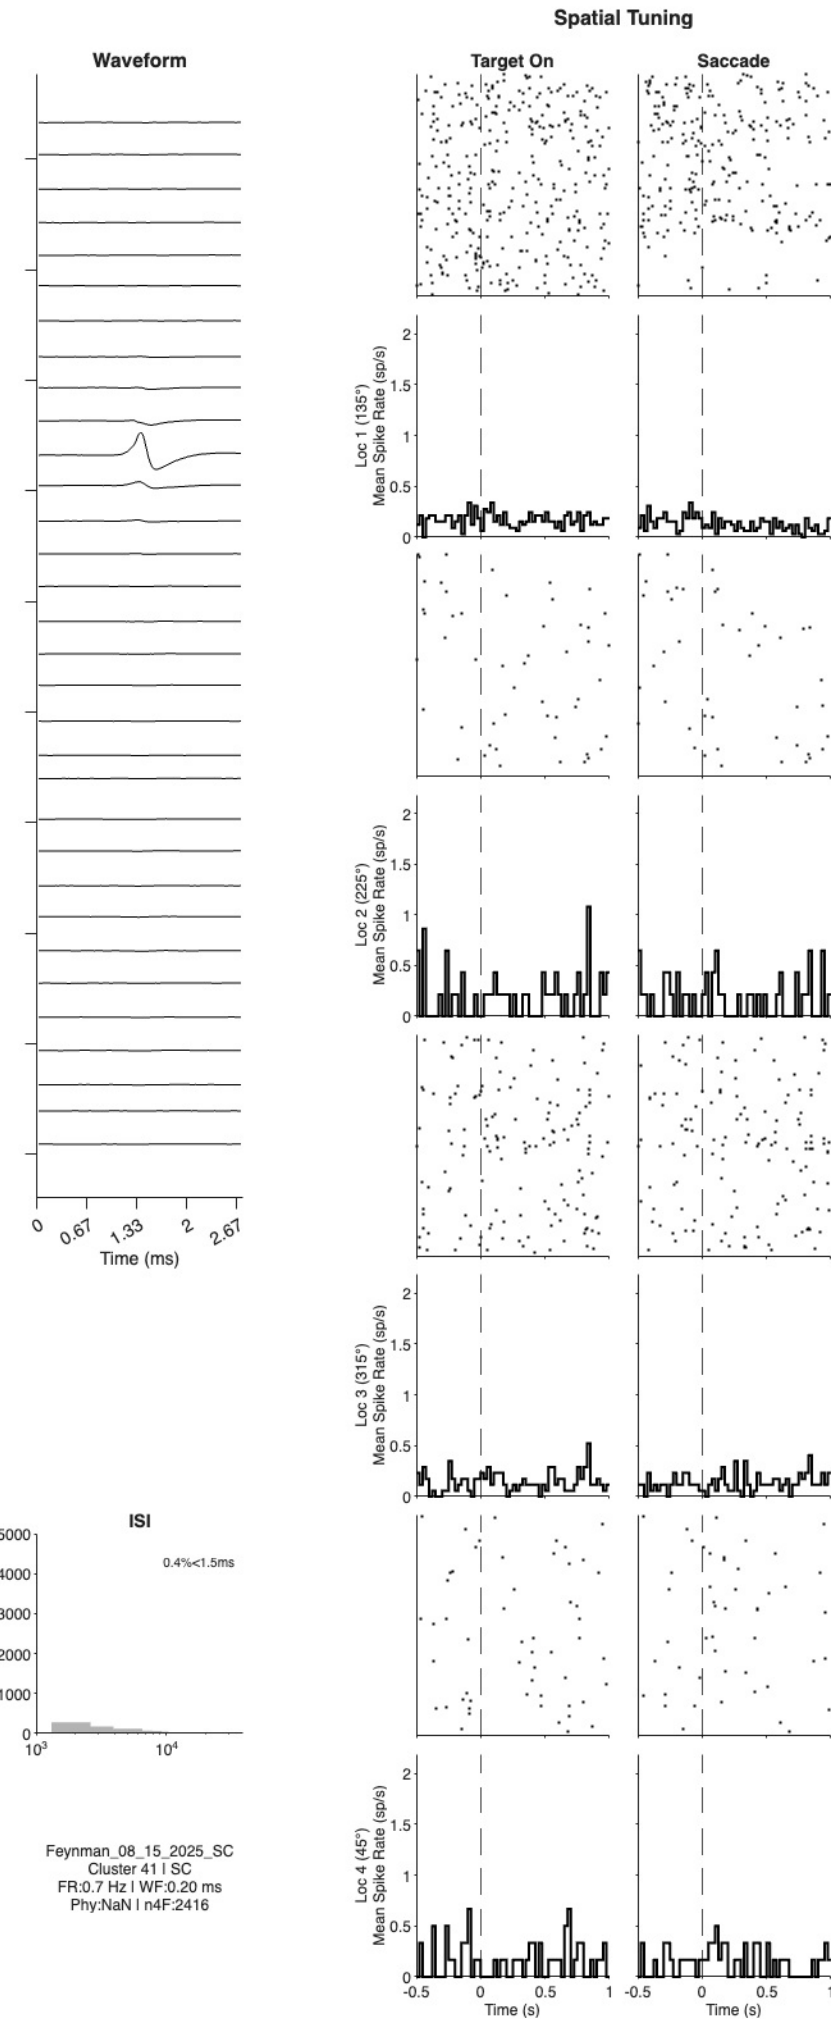 Spatial Tuning
Waveform
Target On
Saccade
2
1.5
1
0.5
0
Loc 1 (135°)
Mean Spike Rate (sp/s)
2
1.5
1
0.5
0
Loc 2 (225°)
Mean Spike Rate (sp/s)
0
0.67
1.33
2
2.67
Time (ms)
2
1.5
1
0.5
0
Loc 3 (315°)
Mean Spike Rate (sp/s)
ISI
0.4%<1.5ms
5000
4000
3000
2000
1000
0
10³
10⁴
Feynman_08_15_2025_SC
Cluster 41 | SC
FR:0.7 Hz | WF:0.20 ms
Phy:NaN | n4F:2416
2
1.5
1
0.5
0
Loc 4 (45°)
Mean Spike Rate (sp/s)
-0.5
0
0.5
1
Time (s)
-0.5
0
0.5
1
Time (s)